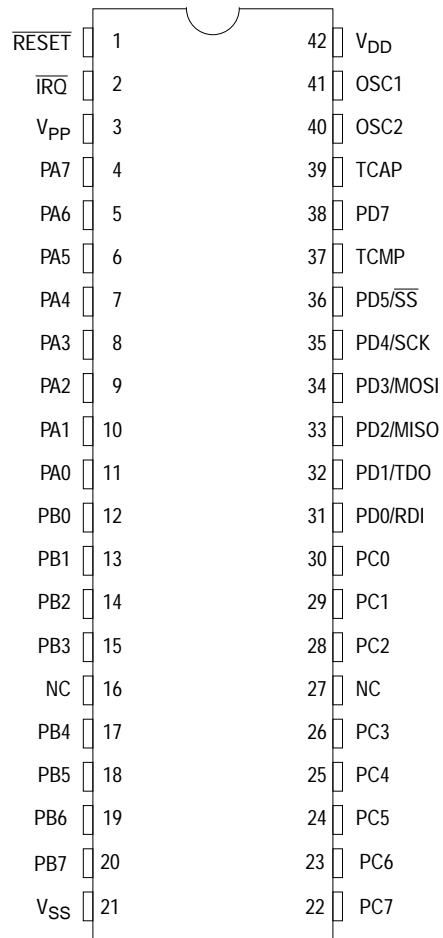 R̅E̅S̅E̅T̅ 1 42 VDD
I̅R̅Q̅ 2 41 OSC1
VPP 3 40 OSC2
PA7 4 39 TCAP
PA6 5 38 PD7
PA5 6 37 TCMP
PA4 7 36 PD5/S̅S̅
PA3 8 35 PD4/SCK
PA2 9 34 PD3/MOSI
PA1 10 33 PD2/MISO
PA0 11 32 PD1/TDO
PB0 12 31 PD0/RDI
PB1 13 30 PC0
PB2 14 29 PC1
PB3 15 28 PC2
NC 16 27 NC
PB4 17 26 PC3
PB5 18 25 PC4
PB6 19 24 PC5
PB7 20 23 PC6
VSS 21 22 PC7